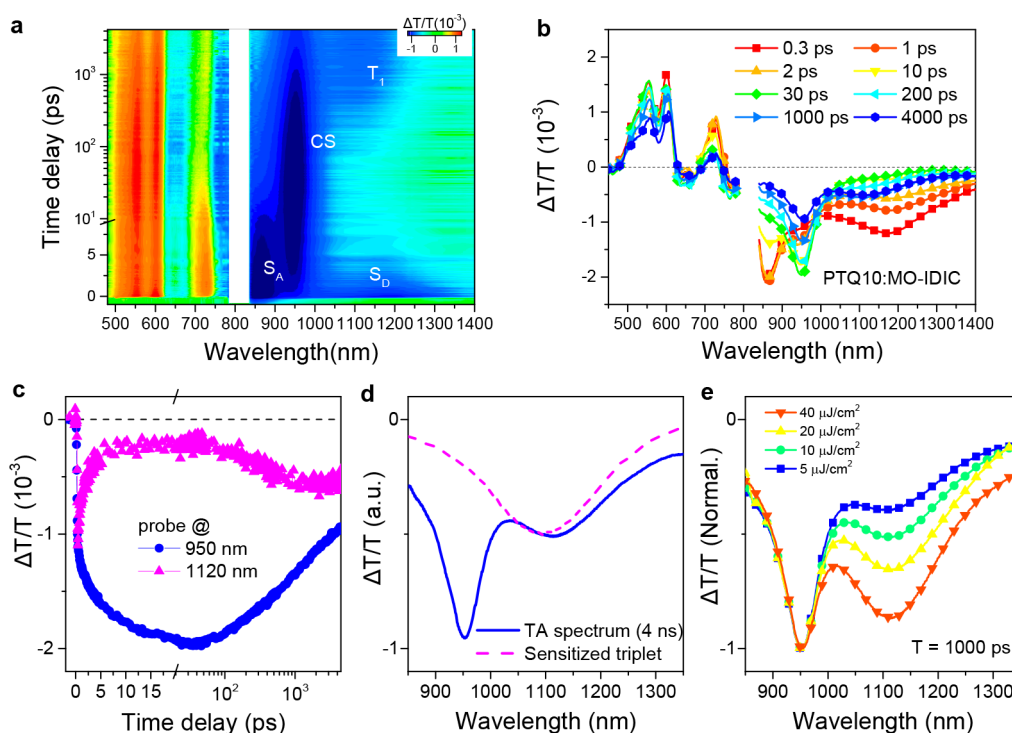 a
ΔT/T(10⁻³)
-1 0 1
10³
10²
10¹
5
0
Time delay (ps)
T₁
CS
S_A
S_D
500 600 700 800 900 1000 1100 1200 1300 1400
Wavelength(nm)
b
2
1
0
-1
-2
ΔT/T (10⁻³)
0.3 ps 1 ps
2 ps 10 ps
30 ps 200 ps
1000 ps 4000 ps
PTQ10:MO-IDIC
500 600 700 800 900 1000 1100 1200 1300 1400
Wavelength (nm)
c
0
-1
-2
ΔT/T (10⁻³)
probe @
950 nm
1120 nm
0 5 10 15 10² 10³
Time delay (ps)
d
0
-1
ΔT/T (a.u.)
TA spectrum (4 ns)
Sensitized triplet
900 1000 1100 1200 1300
Wavelength (nm)
e
0
-1
ΔT/T (Normal.)
40 μJ/cm²
20 μJ/cm²
10 μJ/cm²
5 μJ/cm²
T = 1000 ps
900 1000 1100 1200 1300
Wavelength (nm)